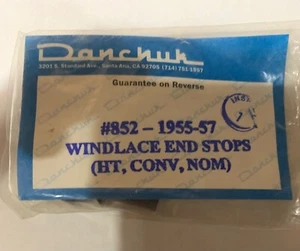 Danchuk
3201 S. Standard Ave., Santa Ana, CA 92705 (714) 751-1957
Guarantee on Reverse
#852 – 1955-57
WINDLACE END STOPS
(HT, CONV, NOM)
Danchuk